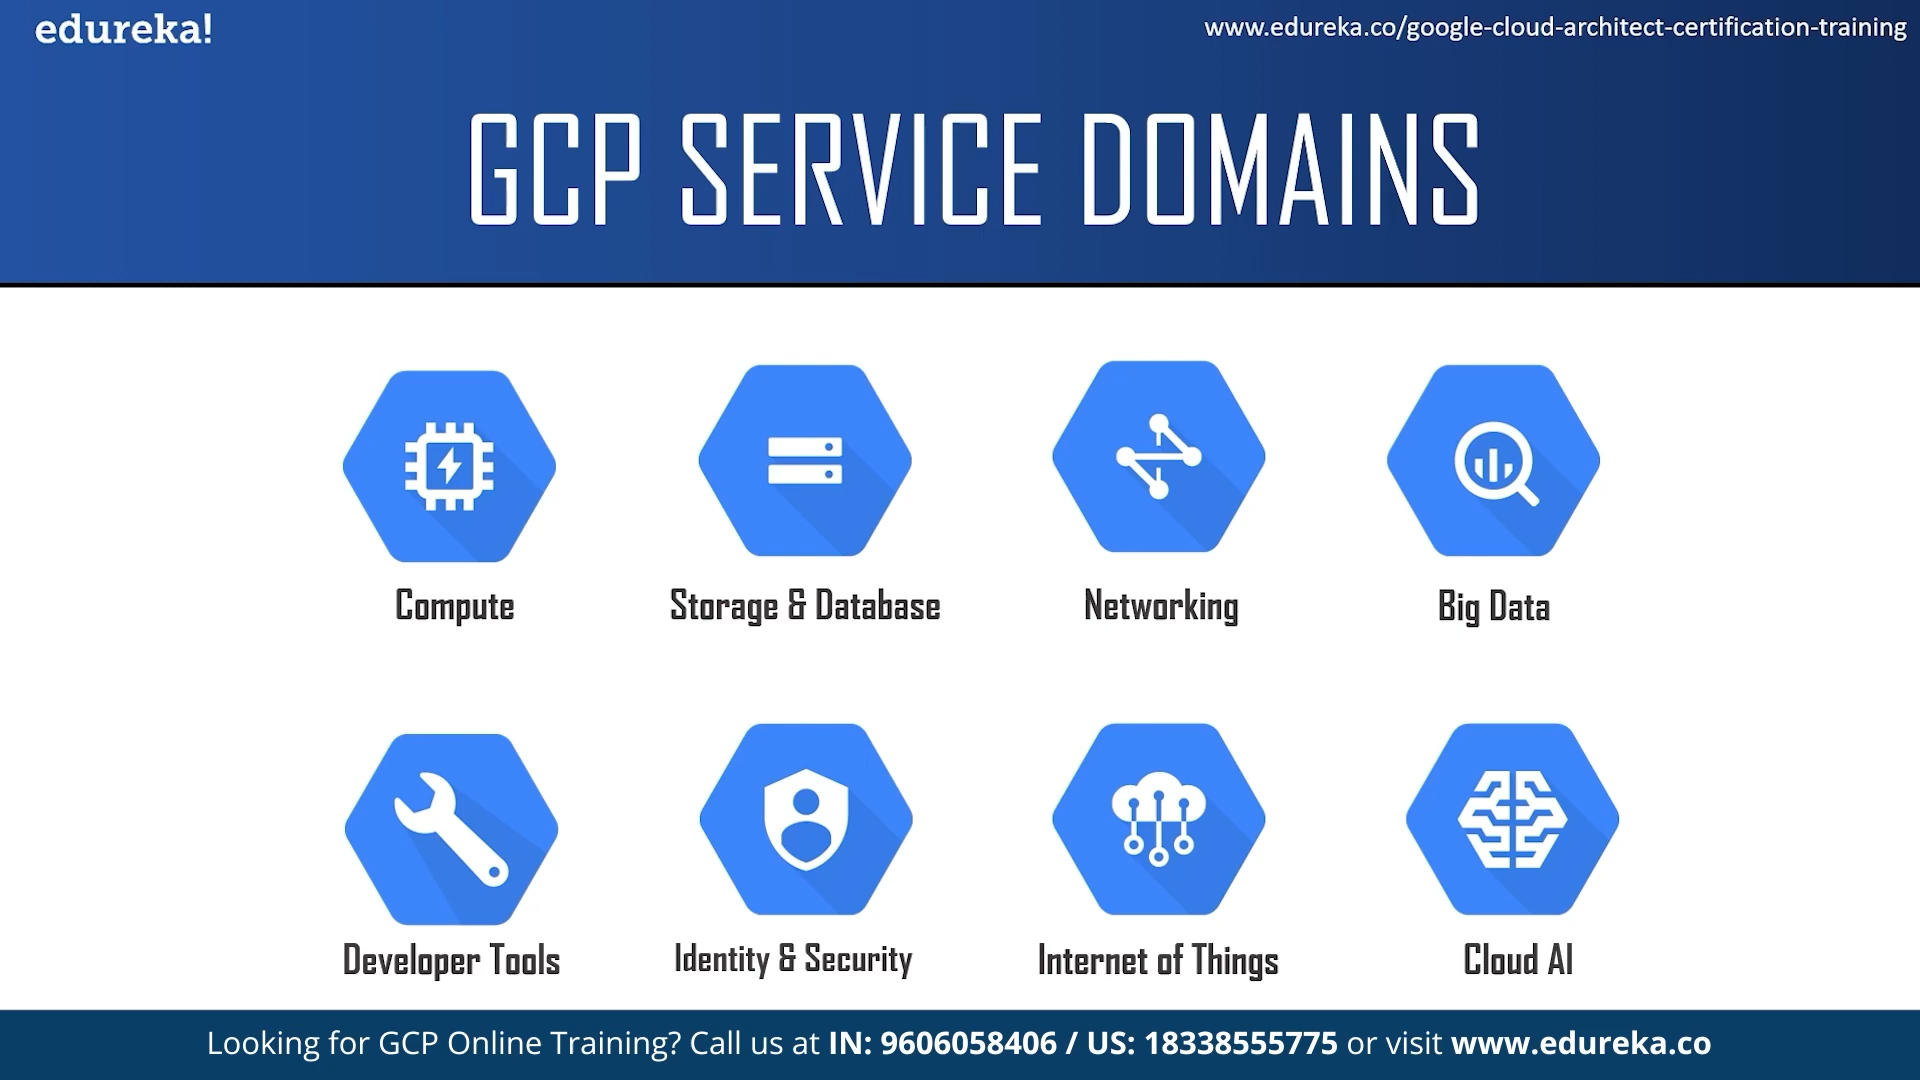 edureka!
www.edureka.co/google-cloud-architect-certification-training
GCP SERVICE DOMAINS
Compute
Storage & Database
Networking
Big Data
Developer Tools
Identity & Security
Internet of Things
Cloud AI
Looking for GCP Online Training? Call us at IN: 9606058406 / US: 18338555775 or visit www.edureka.co